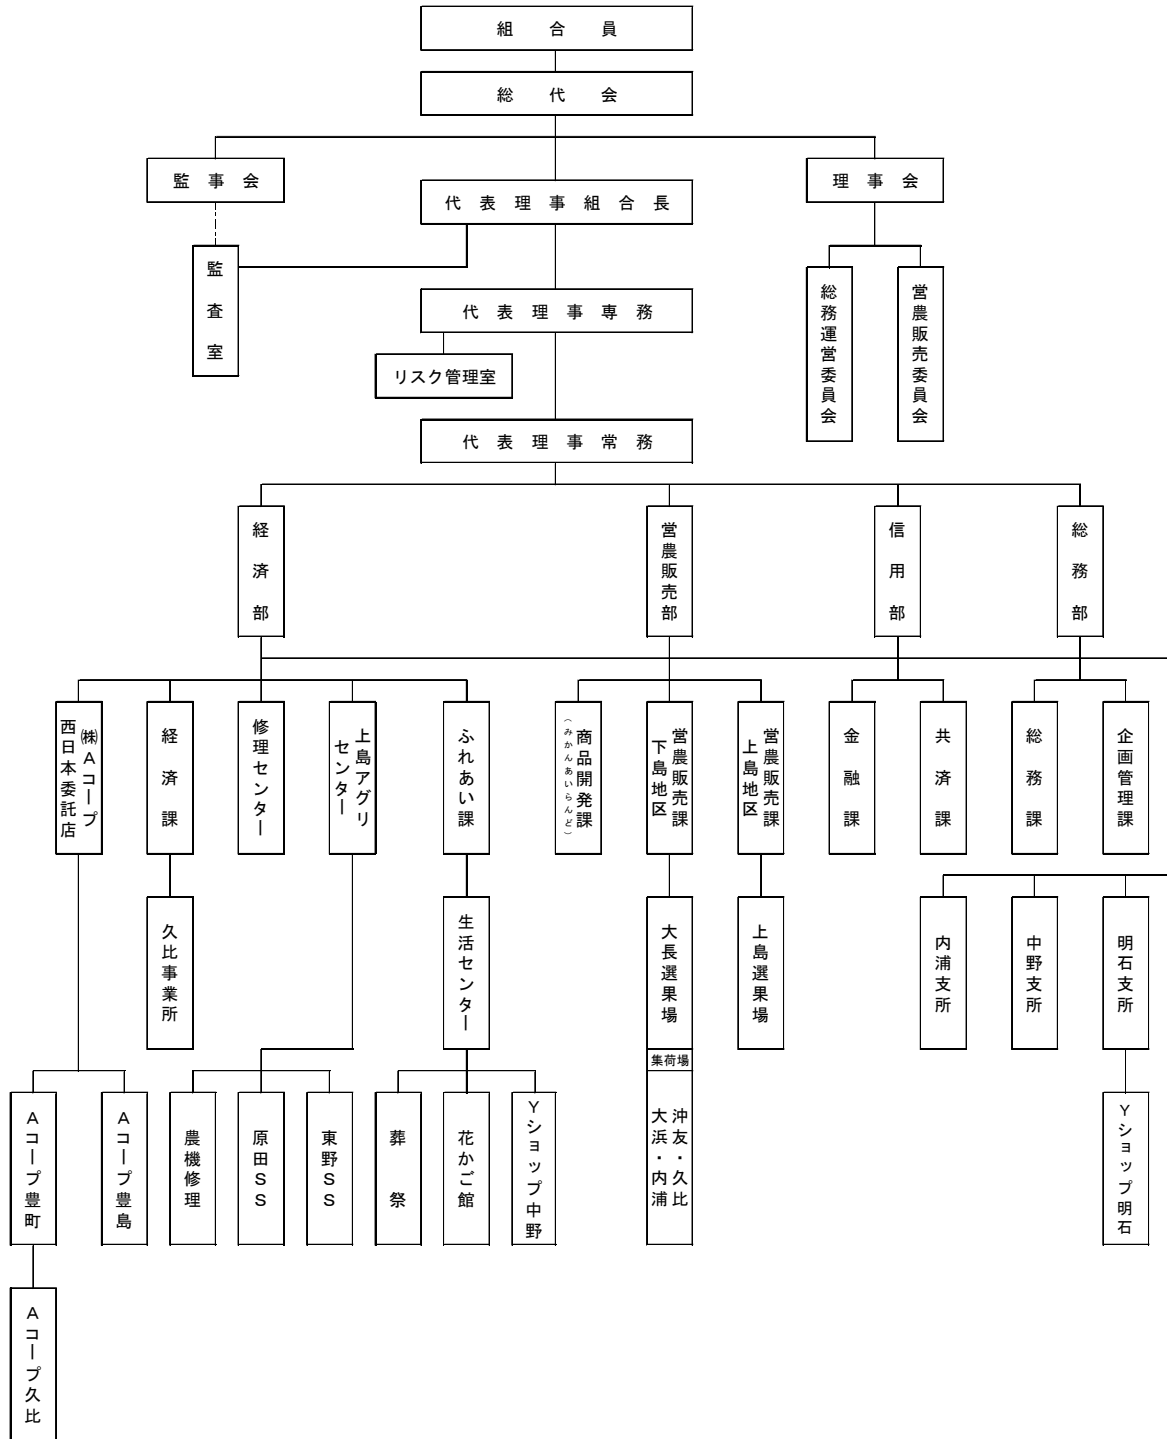 組合員
総代会
監事会
代表理事組合長
理事会
監査室
代表理事専務
リスク管理室
総務運営委員会
営農販売委員会
代表理事常務
経済部
営農販売部
信用部
総務部
㈱Aコープ
西日本委託店
経済課
修理センター
上島アグリ
センター
ふれあい課
商品開発課
（みかんあいらんど）
営農販売課
下島地区
営農販売課
上島地区
金融課
共済課
総務課
企画管理課
久比事業所
生活センター
大長選果場
上島選果場
内浦支所
中野支所
明石支所
集荷場
Aコープ豊町
Aコープ豊島
農機修理
原田SS
東野SS
葬祭
花かご館
Yショップ中野
沖友・久比
大浜・内浦
Yショップ明石
Aコープ久比